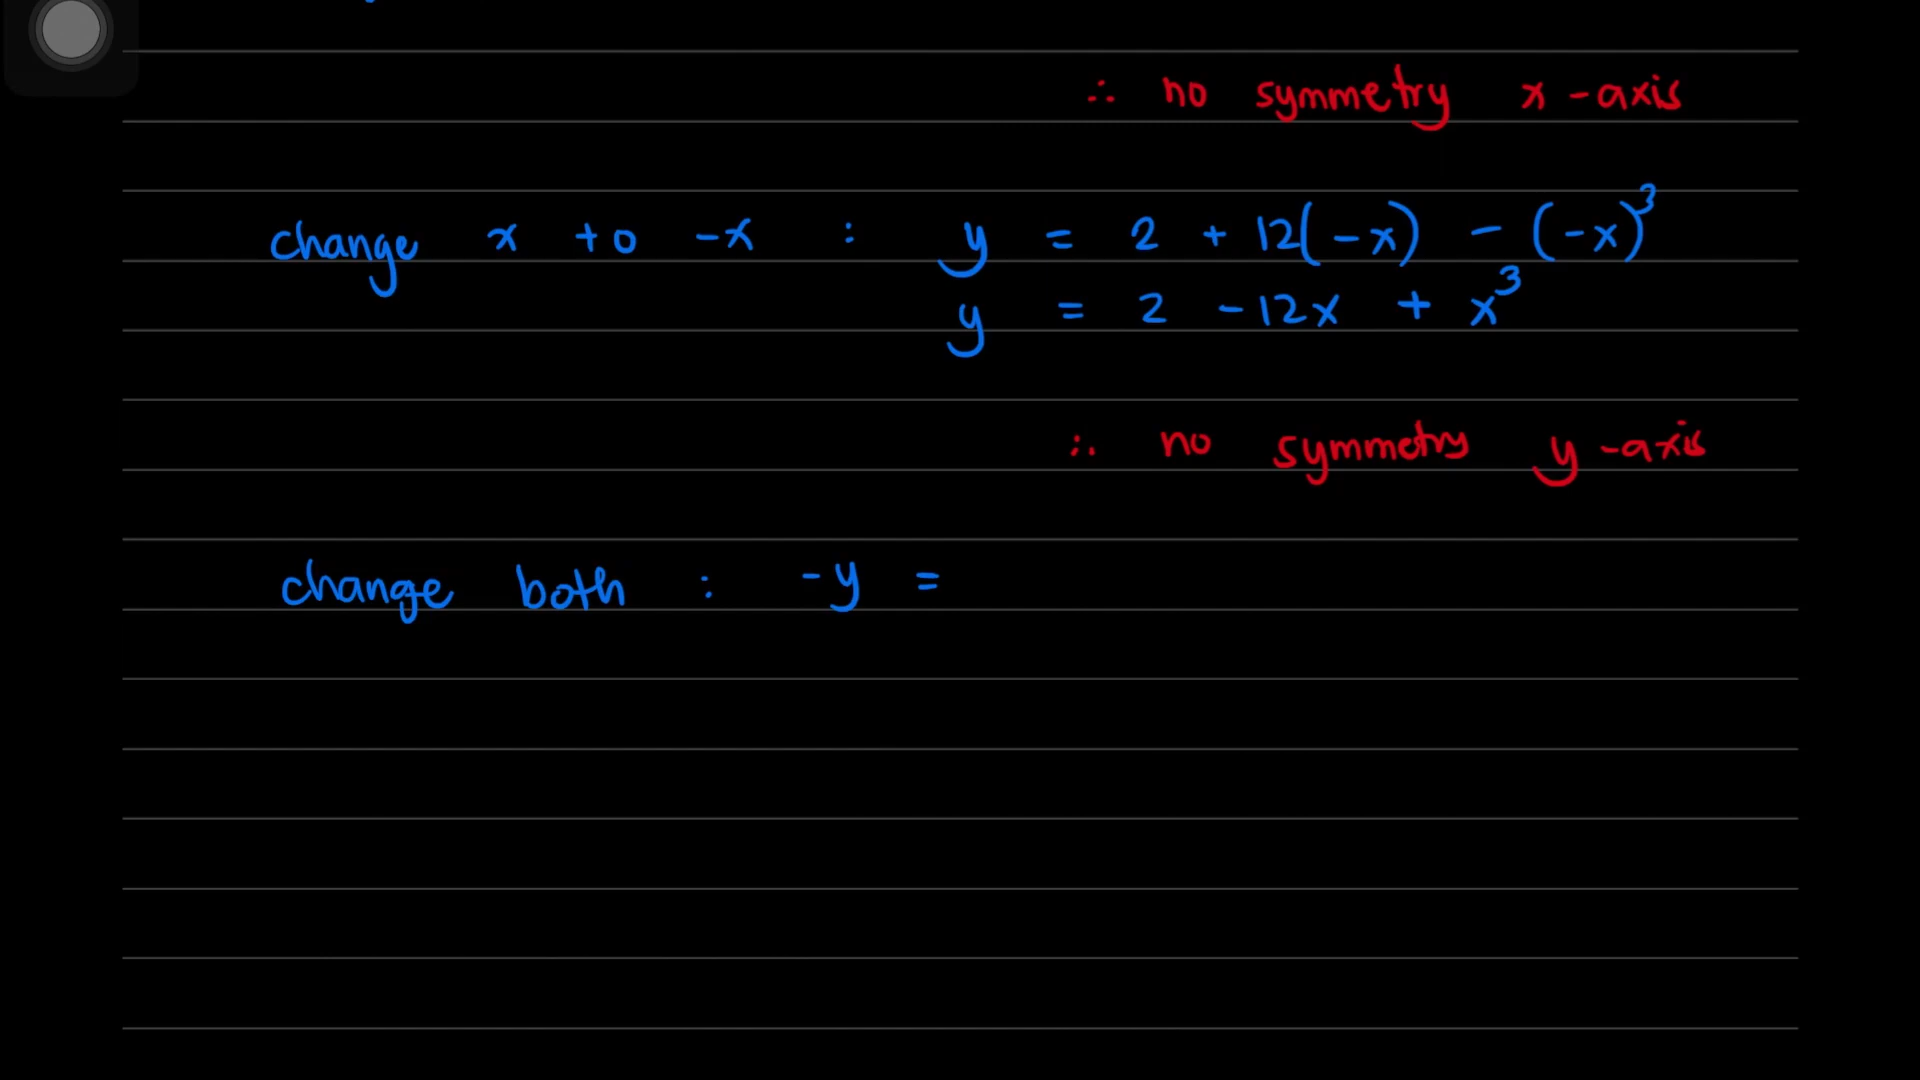 ∴ no symmetry x-axis
change x to -x : y = 2 + 12(-x) - (-x)³
y = 2 - 12x + x³
∴ no symmetry y-axis
change both : -y =